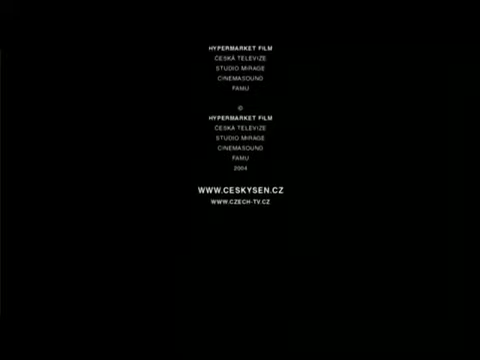 HYPERMARKET FILM
ČESKÁ TELEVIZE
STUDIO MIRAGE
CINEMASOUND
FAMU
©
HYPERMARKET FILM
ČESKÁ TELEVIZE
STUDIO MIRAGE
CINEMASOUND
FAMU
2004
WWW.CESKYSEN.CZ
WWW.CZECH-TV.CZ